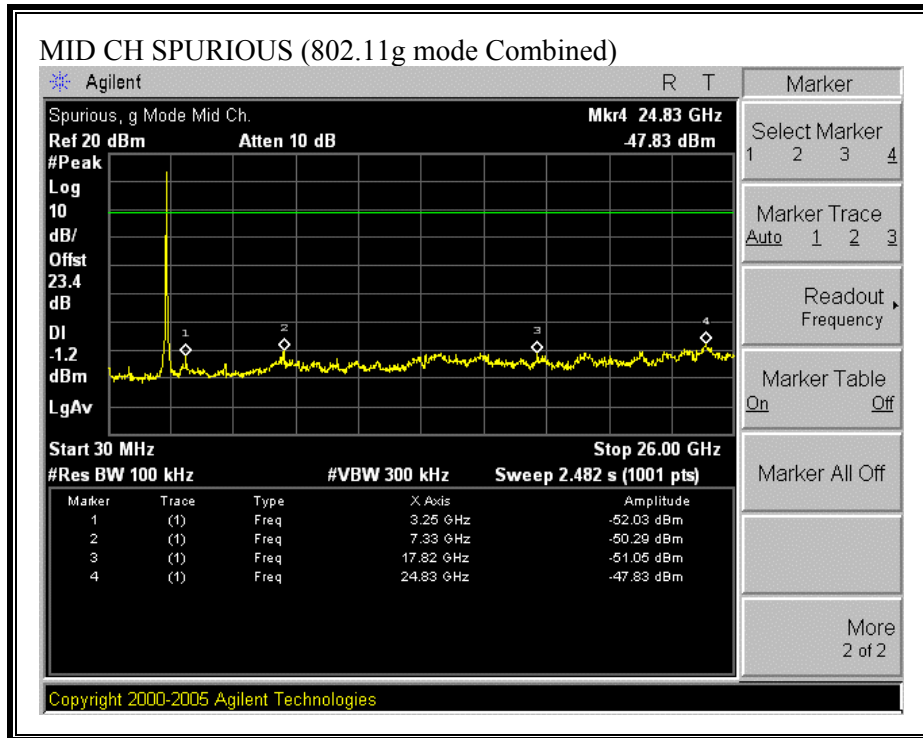 MID CH SPURIOUS (802.11g mode Combined)
Agilent R T Marker
Spurious, g Mode Mid Ch. Mkr4 24.83 GHz
Ref 20 dBm Atten 10 dB -47.83 dBm
#Peak
Log
10
dB/
Offst
23.4
dB
DI
-1.2
dBm
LgAv
1
2
3
4
Start 30 MHz Stop 26.00 GHz
#Res BW 100 kHz #VBW 300 kHz Sweep 2.482 s (1001 pts)
Marker Trace Type X Axis Amplitude
1 (1) Freq 3.25 GHz -52.03 dBm
2 (1) Freq 7.33 GHz -50.29 dBm
3 (1) Freq 17.82 GHz -51.05 dBm
4 (1) Freq 24.83 GHz -47.83 dBm
Select Marker
1 2 3 4
Marker Trace
Auto 1 2 3
Readout
Frequency
Marker Table
On Off
Marker All Off
More
2 of 2
Copyright 2000-2005 Agilent Technologies